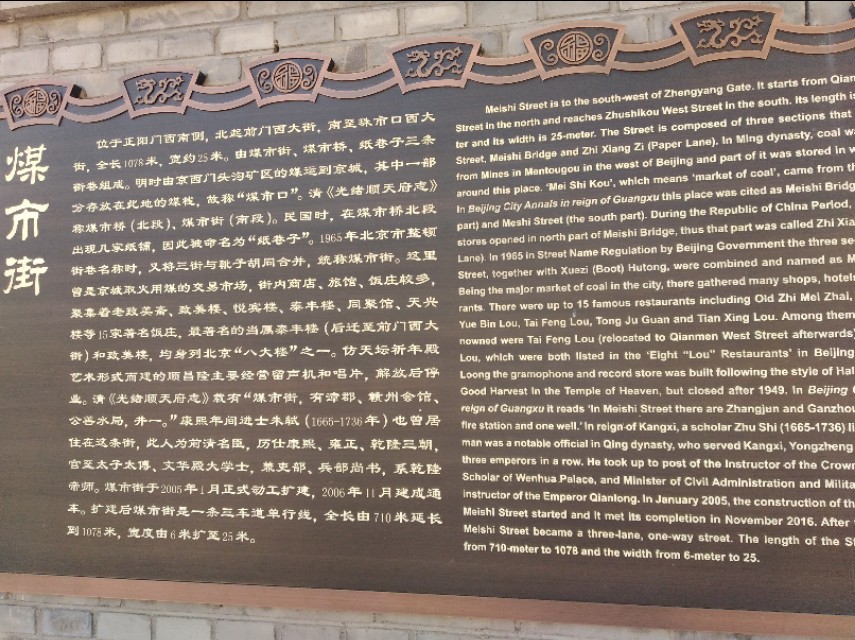 煤市街
位于正阳门西南侧，北起前门西大街，南至珠市口西大
街，全长1078米，宽约25米。由煤市街、煤市桥、纸巷子三条
街巷组成。明时由京西门头沟矿区的煤运到京城，其中一部
分存放在此地的煤栈，故称“煤市口”。清《光绪顺天府志》
称煤市桥（北段）、煤市街（南段）。民国时，在煤市桥北段
出现几家纸铺，因此被命名为“纸巷子”。1965年北京市整顿
街巷名称时，又将三街与靴子胡同合并，统称煤市街。这里
曾是京城取火用煤的交易市场，街内商店、旅馆、饭庄较多，
聚集着老致美斋、致美楼、悦宾楼、泰丰楼、同聚馆、天兴
楼等15家著名饭庄，最著名的当属泰丰楼（后迁至前门西大
街）和致美楼，均身列北京“八大楼”之一。仿天坛祈年殿
艺术形式而建的顺昌隆主要经营留声机和唱片，解放后停
业。清《光绪顺天府志》载有“煤市街，有漳郡、赣州会馆、
公善水局，井一。”康熙年间进士朱轼（1665-1736年）也曾居
住在这条街，此人为前清名臣，历仕康熙、雍正、乾隆三朝，
官至太子太傅、文华殿大学士，兼吏部、兵部尚书，系乾隆
帝师。煤市街于2005年1月正式动工扩建，2006年11月建成通
车。扩建后煤市街是一条三车道单行线，全长由710米延长
到1078米，宽度由6米扩至25米。
Meishi Street is to the south-west of Zhengyang Gate. It starts from Qian
Street in the north and reaches Zhushikou West Street in the south. Its length is
ter and its width is 25-meter. The Street is composed of three sections that
Street, Meishi Bridge and Zhi Xiang Zi (Paper Lane). In Ming dynasty, coal wa
from Mines in Mentougou in the west of Beijing and part of it was stored in w
around this place. ‘Mei Shi Kou’, which means ‘market of coal’, came from th
In Beijing City Annals in reign of Guangxu this place was cited as Meishi Bridg
part) and Meshi Street (the south part). During the Republic of China Period,
stores opened in north part of Meishi Bridge, thus that part was called Zhi Xia
Lane). In 1965 in Street Name Regulation by Beijing Government the three se
Street, together with Xuezi (Boot) Hutong, were combined and named as M
Being the major market of coal in the city, there gathered many shops, hotels
rants. There were up to 15 famous restaurants including Old Zhi Mei Zhai,
Yue Bin Lou, Tai Feng Lou, Tong Ju Guan and Tian Xing Lou. Among them
nowned were Tai Feng Lou (relocated to Qianmen West Street afterwards)
Lou, which were both listed in the ‘Eight "Lou" Restaurants’ in Beijing
Loong the gramophone and record store was built following the style of Hal
Good Harvest in the Temple of Heaven, but closed after 1949. In Beijing
reign of Guangxu it reads ‘In Meishi Street there are Zhangjun and Ganzhou
fire station and one well.’ In reign of Kangxi, a scholar Zhu Shi (1665-1736) li
man was a notable official in Qing dynasty, who served Kangxi, Yongzheng
three emperors in a row. He took up to post of the Instructor of the Crown
Scholar of Wenhua Palace, and Minister of Civil Administration and Milita
instructor of the Emperor Qianlong. In January 2005, the construction of th
Meishi Street started and it met its completion in November 2016. After
Meishi Street became a three-lane, one-way street. The length of the S
from 710-meter to 1078 and the width from 6-meter to 25.